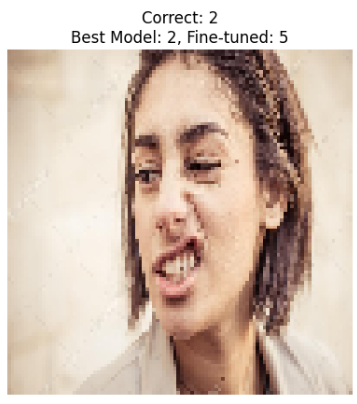 Correct: 2
Best Model: 2, Fine-tuned: 5